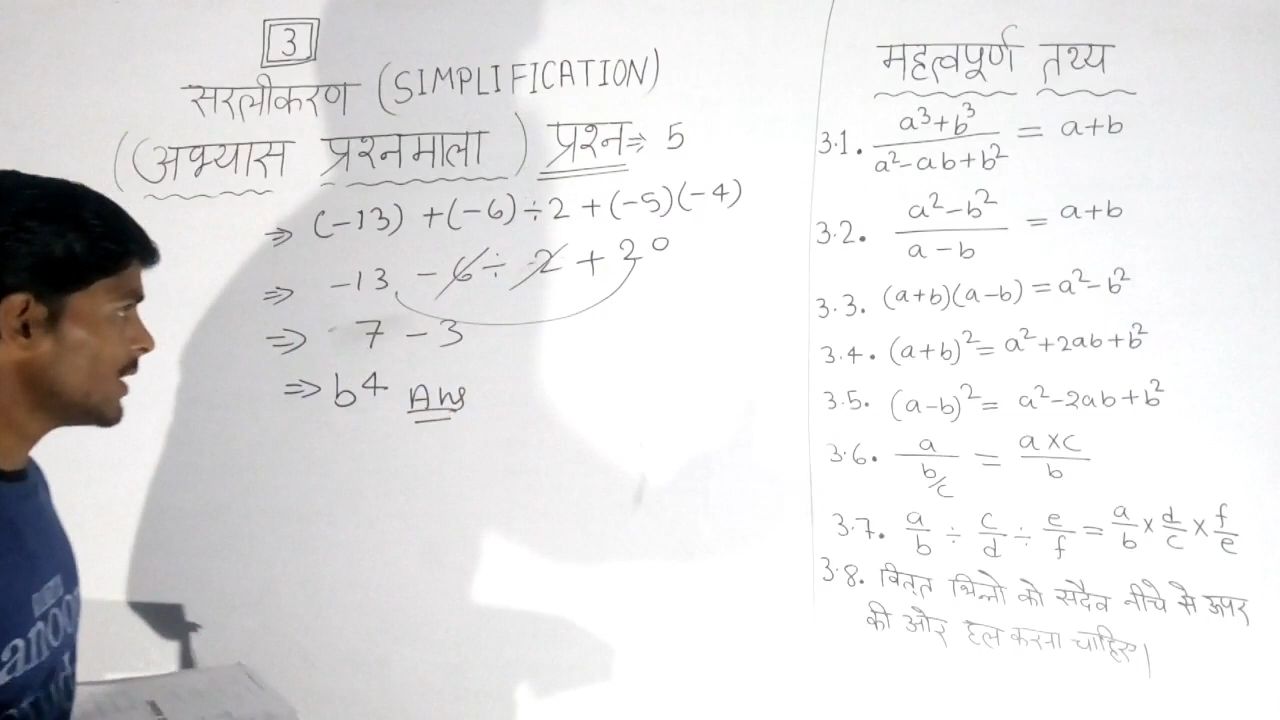 3
सरलीकरण (SIMPLIFICATION)
(अभ्यास प्रश्नमाला) प्रश्न⇒ 5
⇒ (-13) +(-6)÷2+(-5)(-4)
⇒ -13 -6÷ 2 + 20
⇒ 7 - 3
⇒ b4 Ans
महत्वपूर्ण तथ्य
3.1. a³+b³/a²-ab+b² = a+b
3.2. a²-b²/a-b = a+b
3.3. (a+b)(a-b) = a²-b²
3.4. (a+b)²= a²+2ab+b²
3.5. (a-b)²= a²-2ab+b²
3.6. a/b/c = a×c/b
3.7. a/b ÷ c/d ÷ e/f = a/b × d/c × f/e
3.8. वितत भिन्नो को सदैव नीचे से ऊपर
की ओर हल करना चाहिए।